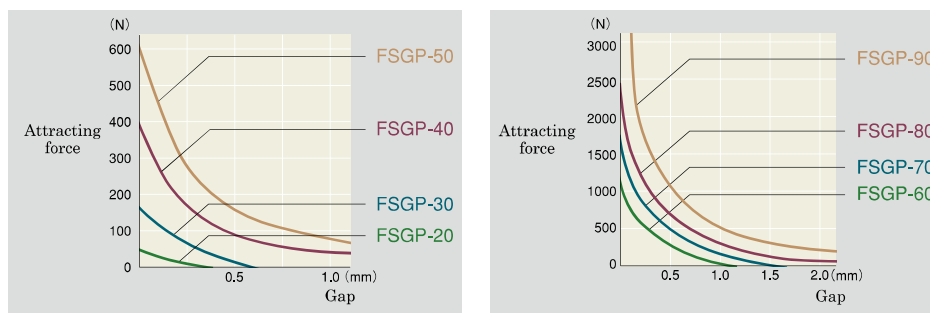 (N)
600
500
400
300
200
100
0
Attracting
force
FSGP-50
FSGP-40
FSGP-30
FSGP-20
0.5
1.0 (mm)
Gap
(N)
3000
2500
2000
1500
1000
500
0
Attracting
force
FSGP-90
FSGP-80
FSGP-70
FSGP-60
0.5
1.0
1.5
2.0 (mm)
Gap